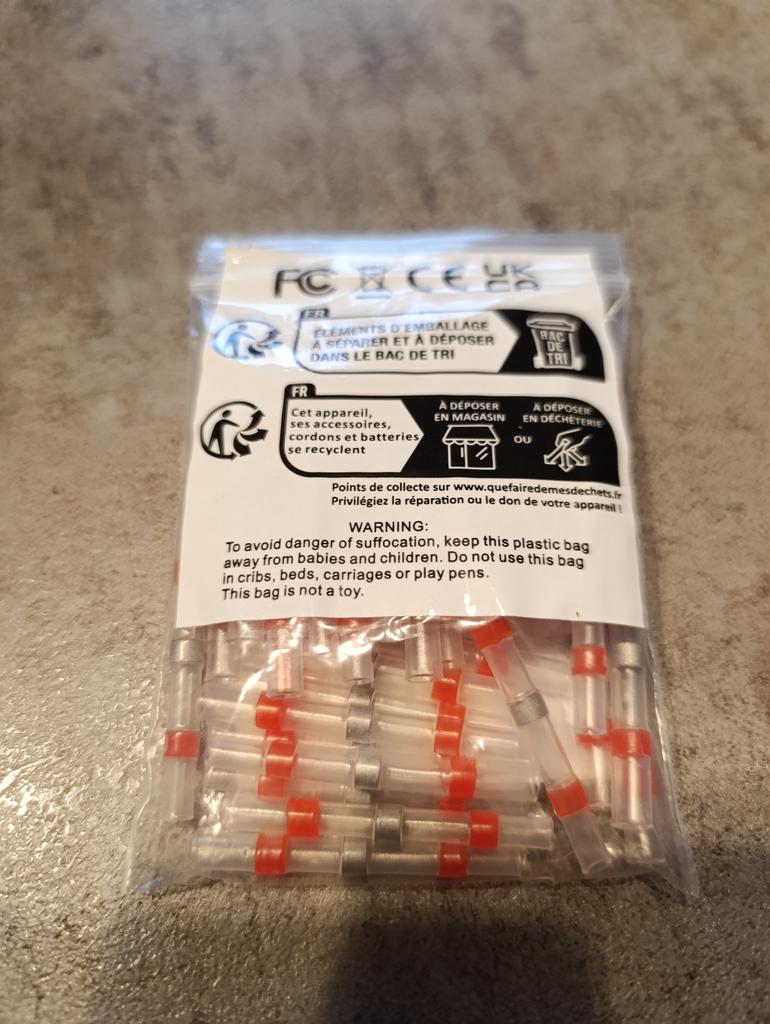 FC CE UK CA
FR
ÉLÉMENTS D'EMBALLAGE
À SÉPARER ET À DÉPOSER
DANS LE BAC DE TRI
BAC
DE
TRI
FR
Cet appareil,
ses accessoires,
cordons et batteries
se recyclent
À DÉPOSER
EN MAGASIN
OU
À DÉPOSER
EN DÉCHÈTERIE
Points de collecte sur www.quefairedemesdechets.fr
Privilégiez la réparation ou le don de votre appareil !
WARNING:
To avoid danger of suffocation, keep this plastic bag
away from babies and children. Do not use this bag
in cribs, beds, carriages or play pens.
This bag is not a toy.